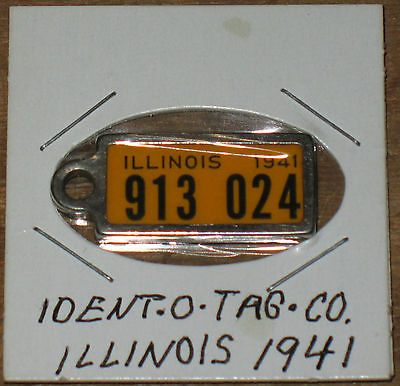 ILLINOIS 1941
913 024
IDENT.O.TAG.CO.
ILLINOIS 1941